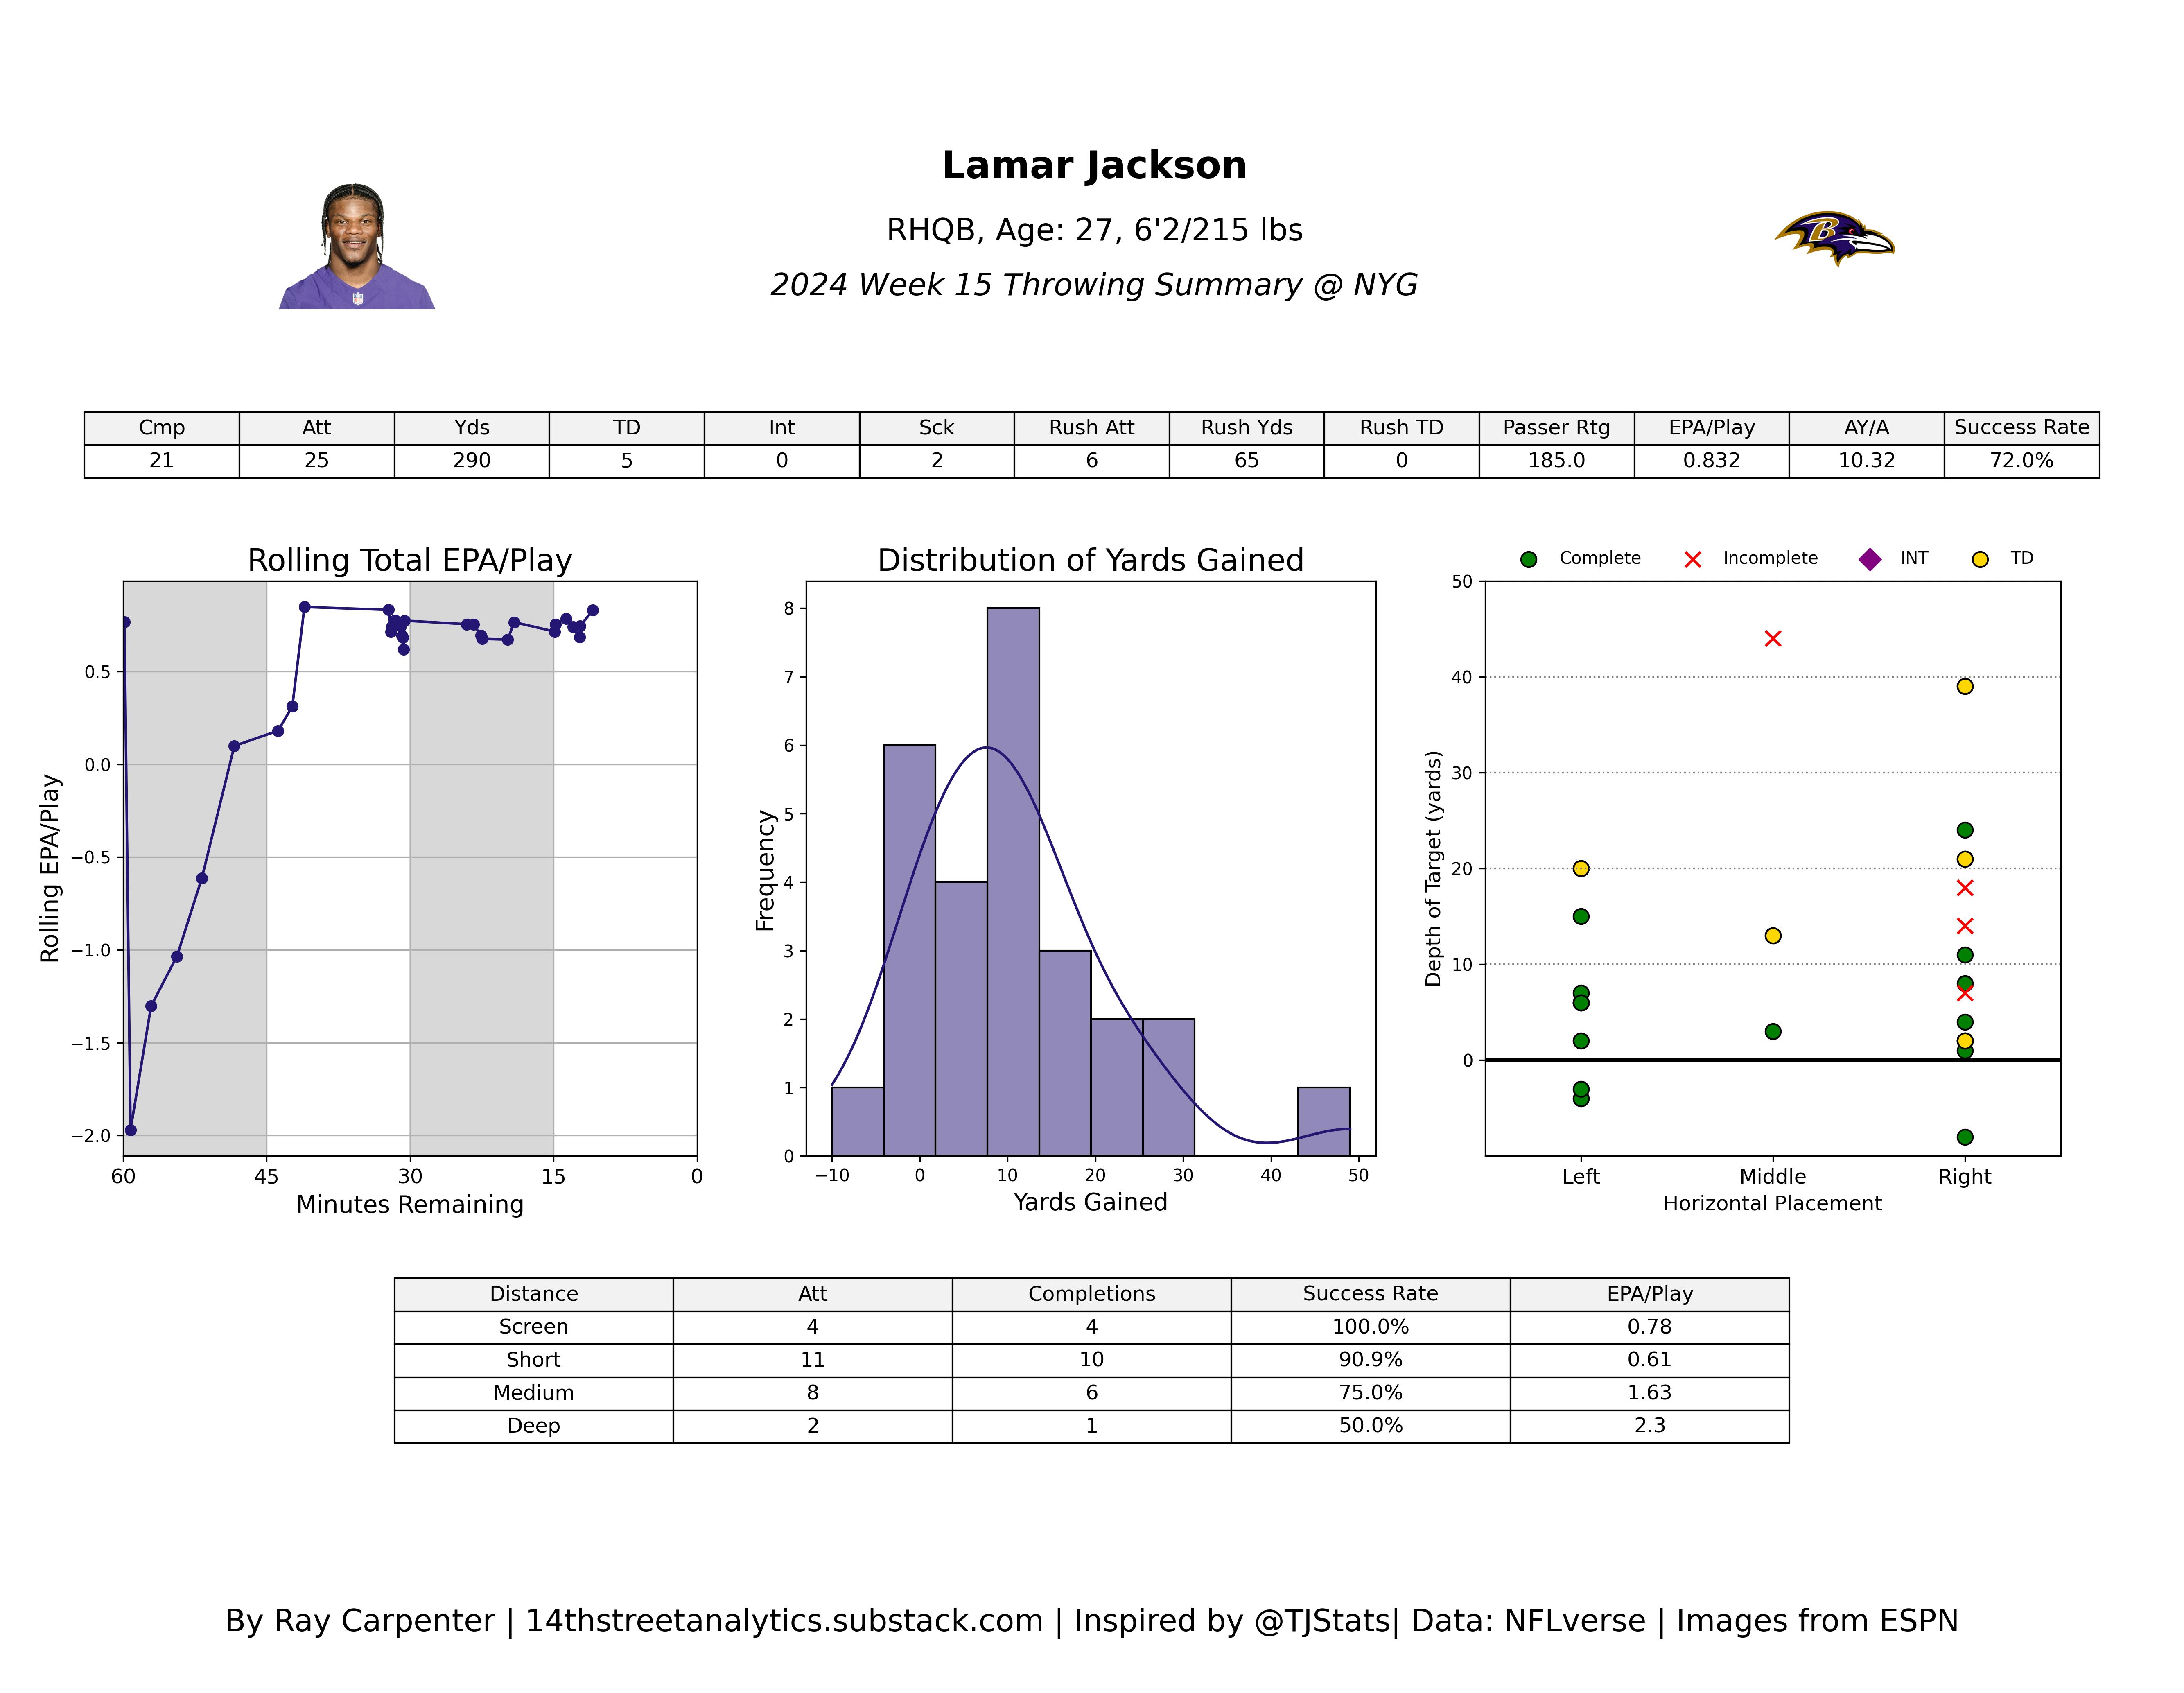 Lamar Jackson
RHQB, Age: 27, 6'2/215 lbs
2024 Week 15 Throwing Summary @ NYG
B
Cmp Att Yds TD Int Sck Rush Att Rush Yds Rush TD Passer Rtg EPA/Play AY/A Success Rate
21 25 290 5 0 2 6 65 0 185.0 0.832 10.32 72.0%
Rolling Total EPA/Play
0.5
0.0
−0.5
−1.0
−1.5
−2.0
Rolling EPA/Play
60 45 30 15 0
Minutes Remaining
Distribution of Yards Gained
8
7
6
5
4
3
2
1
0
Frequency
−10 0 10 20 30 40 50
Yards Gained
Complete Incomplete INT TD
50
40
30
20
10
0
Depth of Target (yards)
Left Middle Right
Horizontal Placement
Distance Att Completions Success Rate EPA/Play
Screen 4 4 100.0% 0.78
Short 11 10 90.9% 0.61
Medium 8 6 75.0% 1.63
Deep 2 1 50.0% 2.3
By Ray Carpenter | 14thstreetanalytics.substack.com | Inspired by @TJStats| Data: NFLverse | Images from ESPN